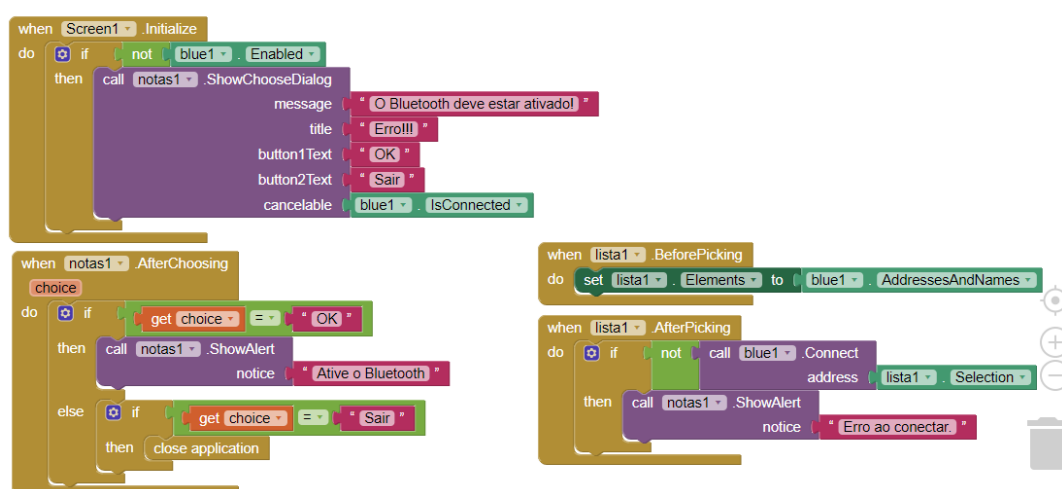 when Screen1 .Initialize
do if not blue1 . Enabled
then call notas1 .ShowChooseDialog
message " O Bluetooth deve estar ativado! "
title " Erro!!! "
button1Text " OK "
button2Text " Sair "
cancelable blue1 . IsConnected
when notas1 .AfterChoosing
choice
do if get choice = " OK "
then call notas1 .ShowAlert
notice " Ative o Bluetooth "
else if get choice = " Sair "
then close application
when lista1 .BeforePicking
do set lista1 . Elements to blue1 . AddressesAndNames
when lista1 .AfterPicking
do if not call blue1 .Connect
address lista1 . Selection
then call notas1 .ShowAlert
notice " Erro ao conectar. "